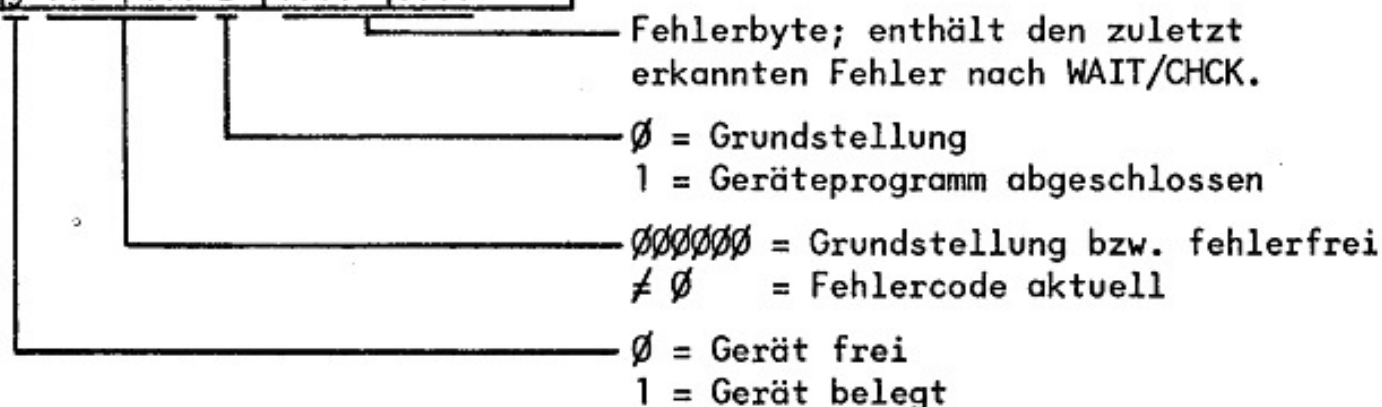 Fehlerbyte; enthält den zuletzt
erkannten Fehler nach WAIT/CHCK.
Ø = Grundstellung
1 = Geräteprogramm abgeschlossen
ØØØØØØ = Grundstellung bzw. fehlerfrei
≠ Ø = Fehlercode aktuell
Ø = Gerät frei
1 = Gerät belegt